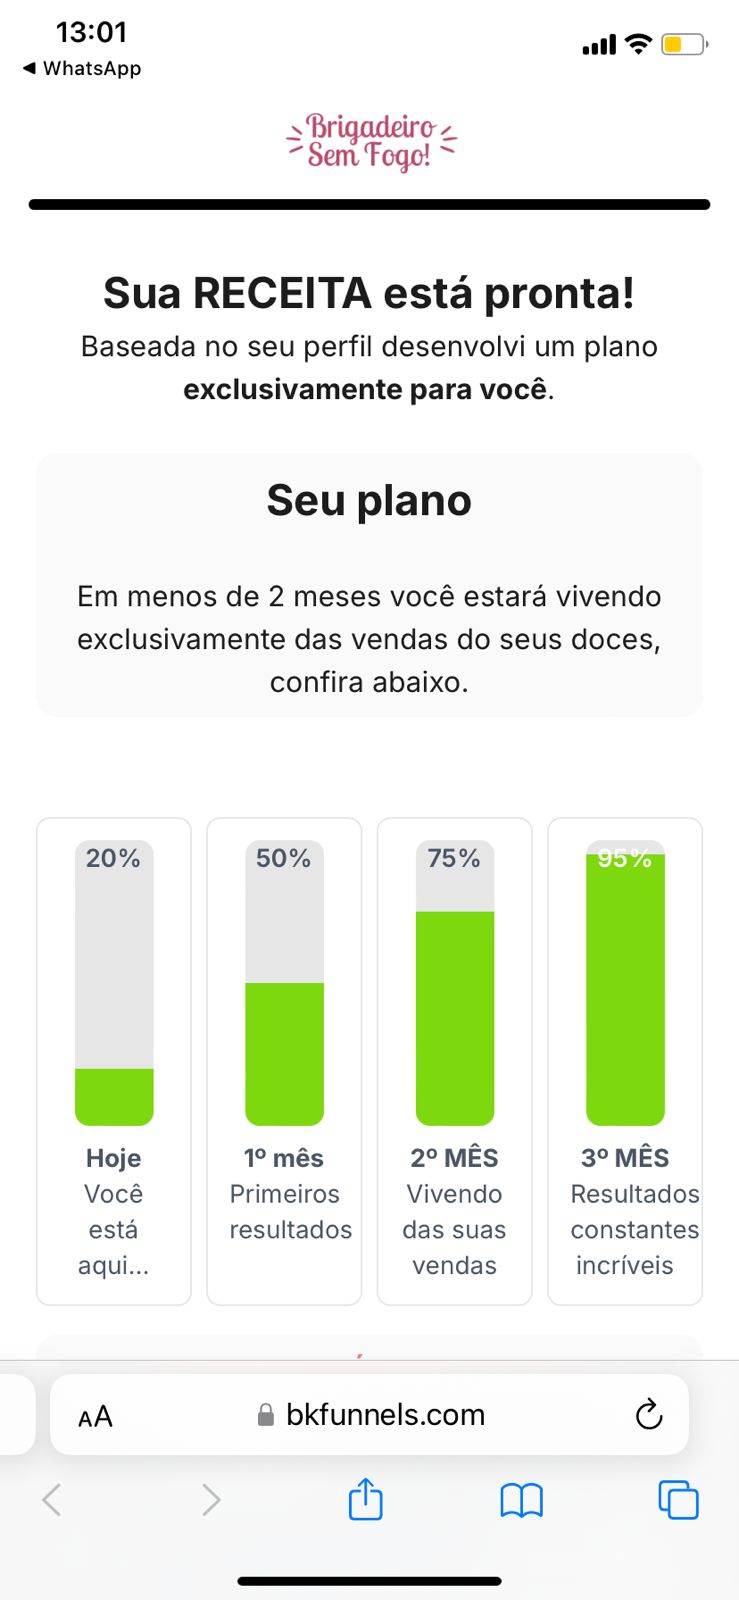 13:01
◀ WhatsApp
Brigadeiro
Sem Fogo!
Sua RECEITA está pronta!
Baseada no seu perfil desenvolvi um plano
exclusivamente para você.
Seu plano
Em menos de 2 meses você estará vivendo
exclusivamente das vendas do seus doces,
confira abaixo.
20%
Hoje
Você
está
aqui...
50%
1º mês
Primeiros
resultados
75%
2º MÊS
Vivendo
das suas
vendas
95%
3º MÊS
Resultados
constantes
incríveis
AA
bkfunnels.com